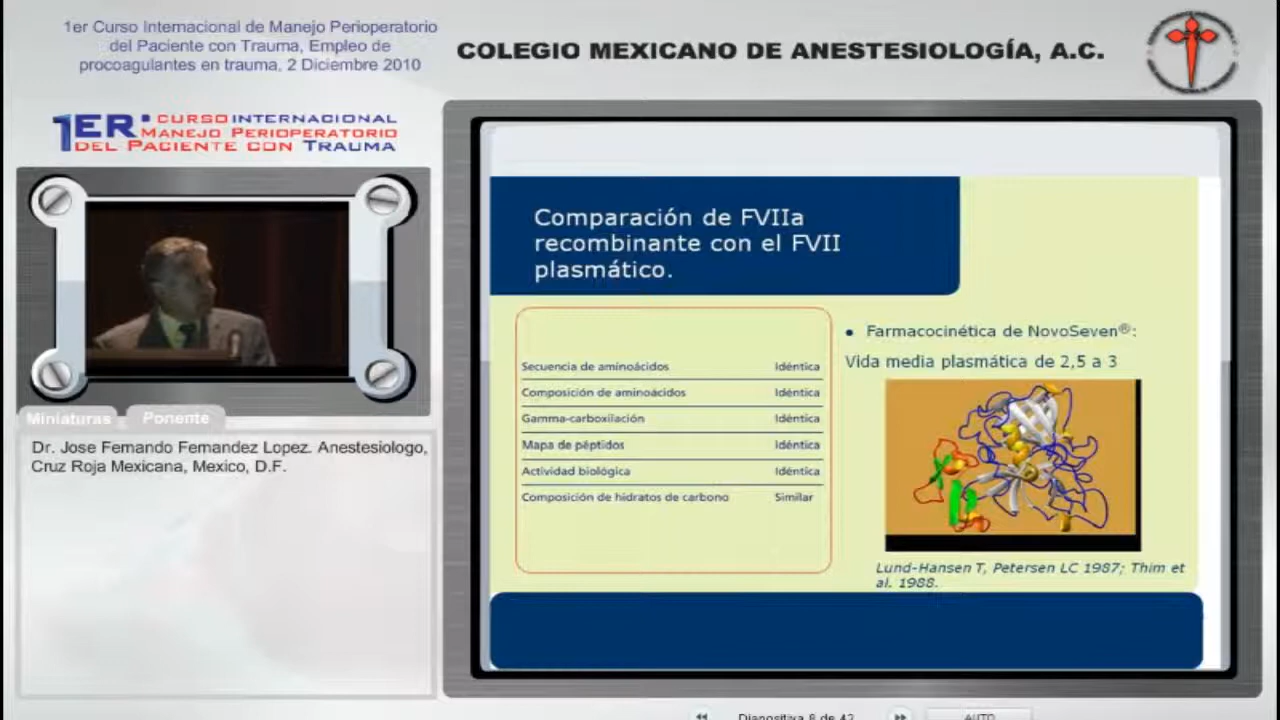 1er Curso Internacional de Manejo Perioperatorio
del Paciente con Trauma, Empleo de
procoagulantes en trauma, 2 Diciembre 2010
COLEGIO MEXICANO DE ANESTESIOLOGÍA, A.C.
1ER. CURSO INTERNACIONAL
MANEJO PERIOPERATORIO
DEL PACIENTE CON TRAUMA
Miniaturas
Ponente
Dr. Jose Fernando Fernandez Lopez. Anestesiologo,
Cruz Roja Mexicana, Mexico, D.F.
Comparación de FVIIa
recombinante con el FVII
plasmático.
Secuencia de aminoácidos Idéntica
Composición de aminoácidos Idéntica
Gamma-carboxilación Idéntica
Mapa de péptidos Idéntica
Actividad biológica Idéntica
Composición de hidratos de carbono Similar
• Farmacocinética de NovoSeven®:
Vida media plasmática de 2,5 a 3
Lund-Hansen T, Petersen LC 1987; Thim et
al. 1988.
Diapositiva 8 de 42
AUTO